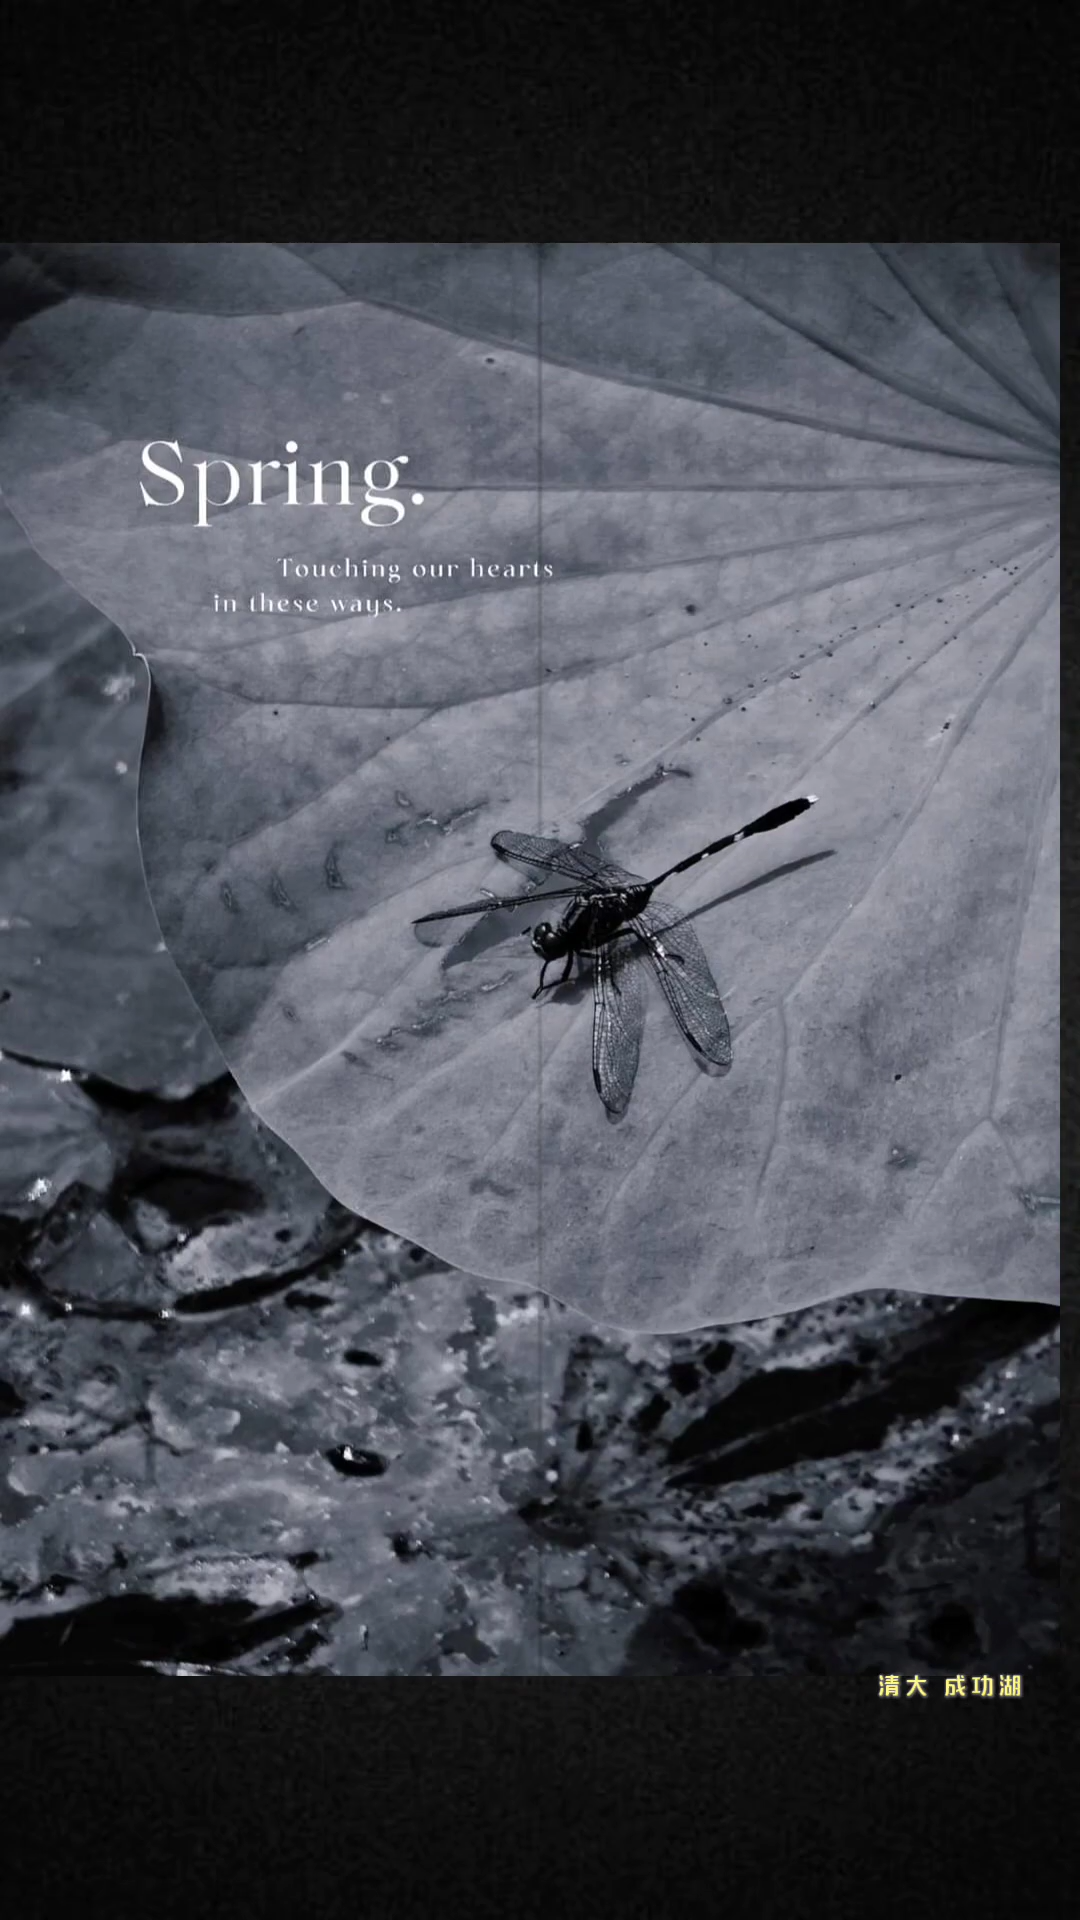 Spring.
Touching our hearts
in these ways.
清大 成功湖